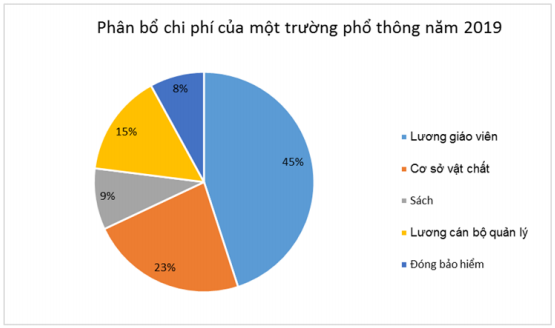 Phân bổ chi phí của một trường phổ thông năm 2019
8%
15%
45%
9%
23%
Lương giáo viên
Cơ sở vật chất
Sách
Lương cán bộ quản lý
Đóng bảo hiểm